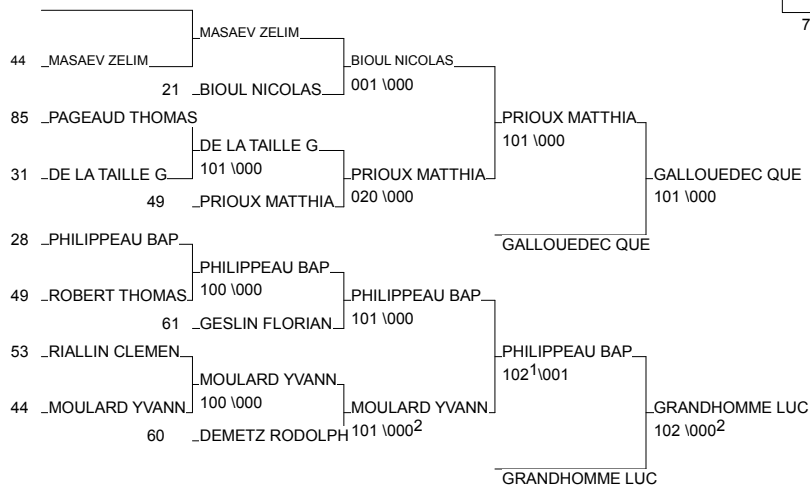 7
MASAEV ZELIM
44 MASAEV ZELIM BIOUL NICOLAS
21 BIOUL NICOLAS 001 \000
85 PAGEAUD THOMAS PRIOUX MATTHIA
101 \000
DE LA TAILLE G
101 \000
31 DE LA TAILLE G PRIOUX MATTHIA GALLOUEDEC QUE
020 \000 101 \000
49 PRIOUX MATTHIA
28 PHILIPPEAU BAP GALLOUEDEC QUE
PHILIPPEAU BAP
100 \000
49 ROBERT THOMAS PHILIPPEAU BAP
101 \000
61 GESLIN FLORIAN
53 RIALLIN CLEMEN PHILIPPEAU BAP
102¹\001
MOULARD YVANN
100 \000
44 MOULARD YVANN MOULARD YVANN GRANDHOMME LUC
60 DEMETZ RODOLPH 101 \000² 102 \000²
GRANDHOMME LUC